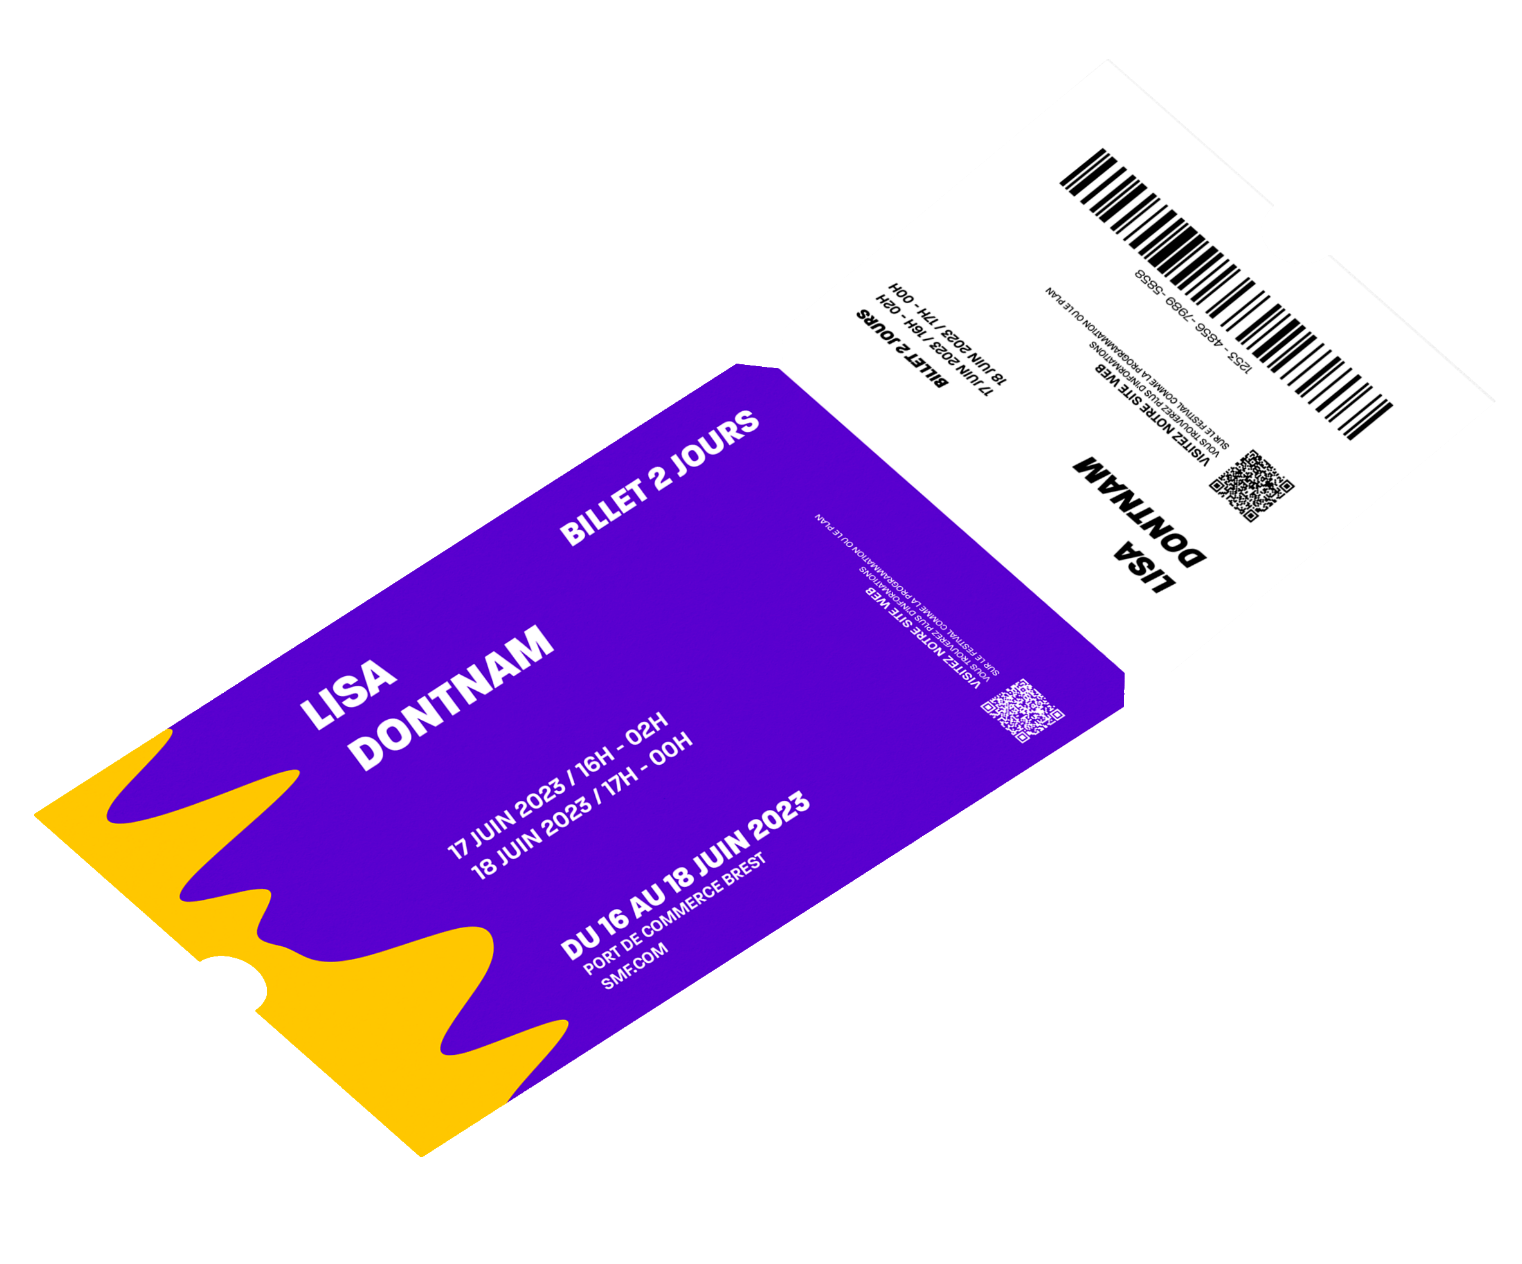 BILLET 2 JOURS
LISA
DONTNAM
17 JUIN 2023 / 16H - 02H
18 JUIN 2023 / 17H - 00H
DU 16 AU 18 JUIN 2023
PORT DE COMMERCE BREST
SMF.COM
VISITEZ NOTRE SITE WEB
VOUS TROUVEREZ PLUS D'INFORMATIONS
SUR LE FESTIVAL COMME LA PROGRAMMATION OU LE PLAN
LISA
DONTNAM
BILLET 2 JOURS
17 JUIN 2023 / 16H - 02H
18 JUIN 2023 / 17H - 00H
VISITEZ NOTRE SITE WEB
VOUS TROUVEREZ PLUS D'INFORMATIONS
SUR LE FESTIVAL COMME LA PROGRAMMATION OU LE PLAN
1253 - 4856 - 7989 - 5858